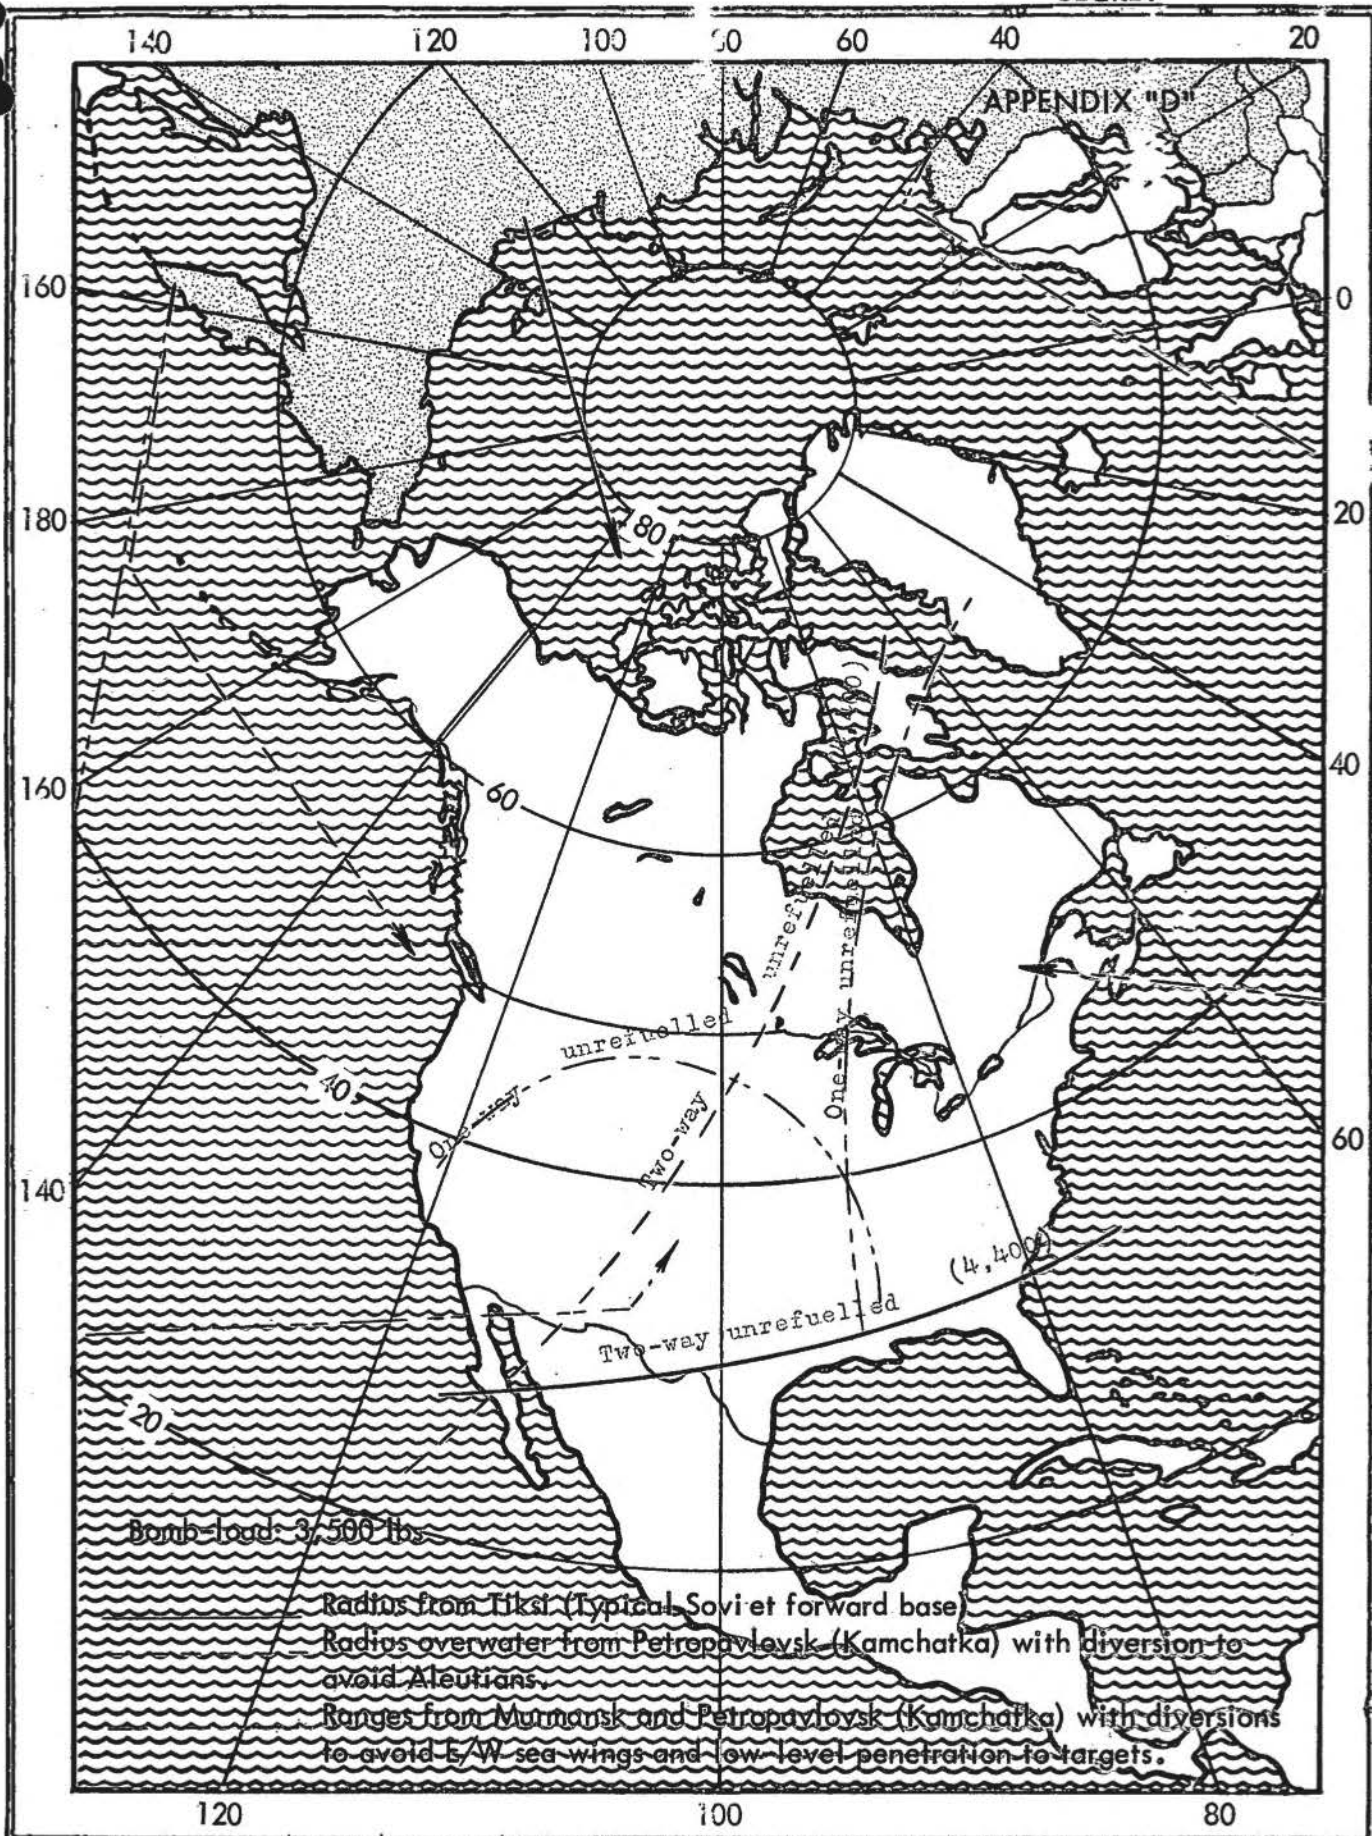 140 120 100 60 40 20
APPENDIX "D"
160
0
180
80
20
(4,400)
40
160
60
unrefuelled
One-way unrefuelled
unrefuelled
40
One way
Two-way
60
140
(4,400)
Two-way unrefuelled
20
Bomb-load: 3,500 lbs
Radius from Tiksi (Typical Soviet forward base)
Radius overwater from Petropavlovsk (Kamchatka) with diversion to
avoid Aleutians.
Ranges from Murmansk and Petropavlovsk (Kamchatka) with diversions
to avoid E/W sea wings and low-level penetration to targets.
120 100 80